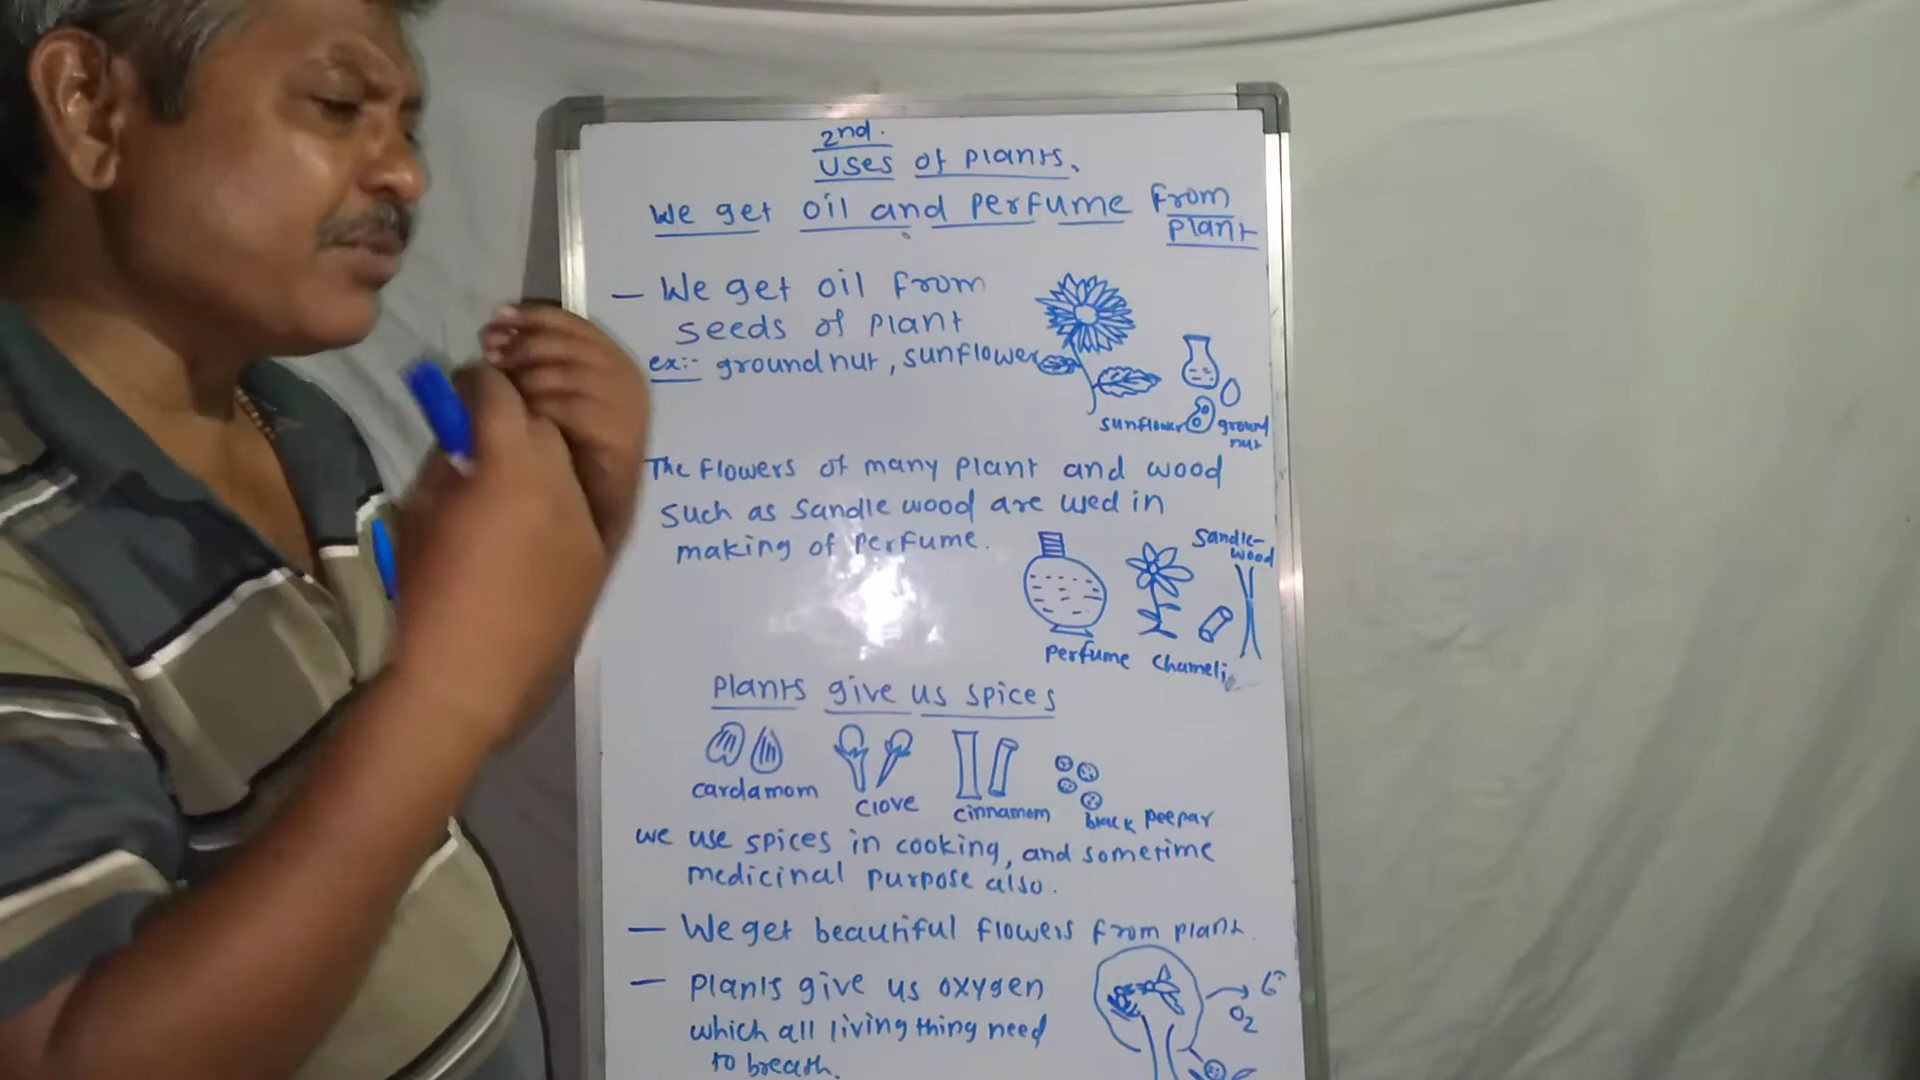 2nd.
Uses of plants,
We get oil and perfume from
plant
— We get oil from
seeds of plant
ex:- groundnut, sunflower
sunflower
ground
nut
The flowers of many plant and wood
such as sandle wood are used in
making of perfume.
Sandle-
wood
perfume
chameli
Plants give us spices
cardamom
clove
cinnamom
black peepar
we use spices in cooking, and sometime
medicinal purpose also.
— We get beautiful flowers from plant.
— Plants give us oxygen
O2
which all living thing need
to breath.